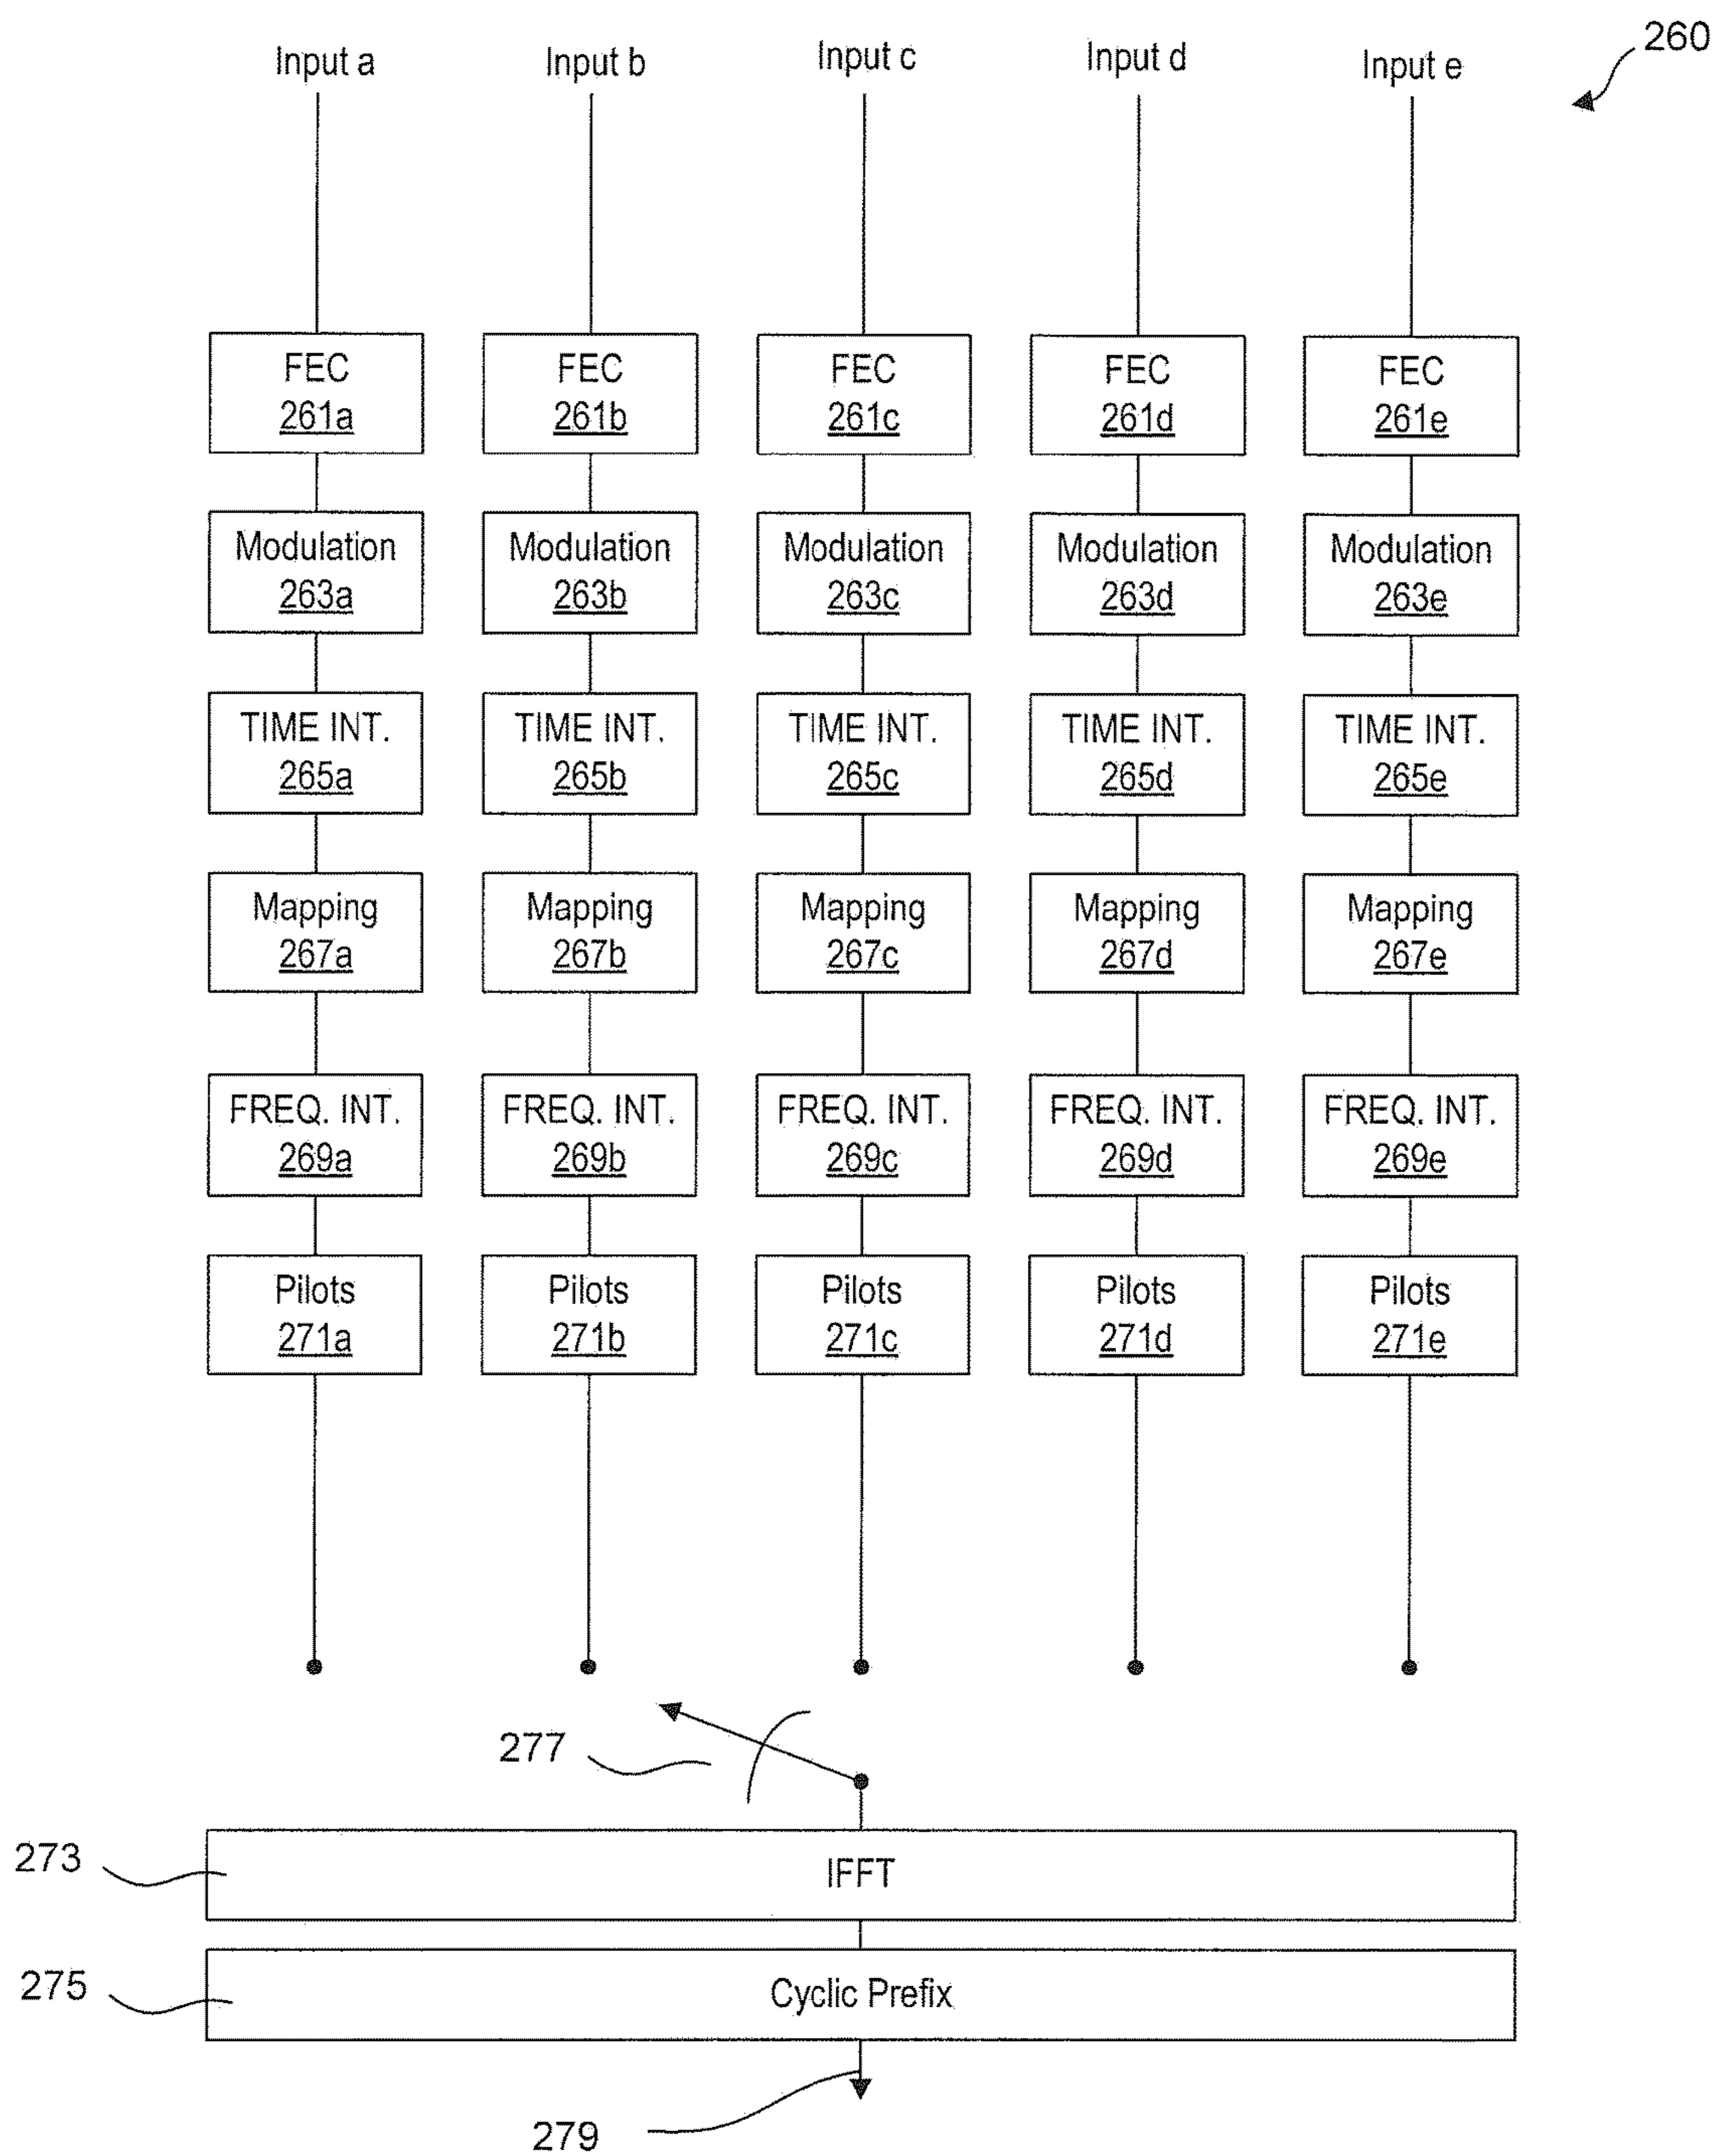 260
Input a
Input b
Input c
Input d
Input e
FEC
261a
FEC
261b
FEC
261c
FEC
261d
FEC
261e
Modulation
263a
Modulation
263b
Modulation
263c
Modulation
263d
Modulation
263e
TIME INT.
265a
TIME INT.
265b
TIME INT.
265c
TIME INT.
265d
TIME INT.
265e
Mapping
267a
Mapping
267b
Mapping
267c
Mapping
267d
Mapping
267e
FREQ. INT.
269a
FREQ. INT.
269b
FREQ. INT.
269c
FREQ. INT.
269d
FREQ. INT.
269e
Pilots
271a
Pilots
271b
Pilots
271c
Pilots
271d
Pilots
271e
277
273
IFFT
275
Cyclic Prefix
279